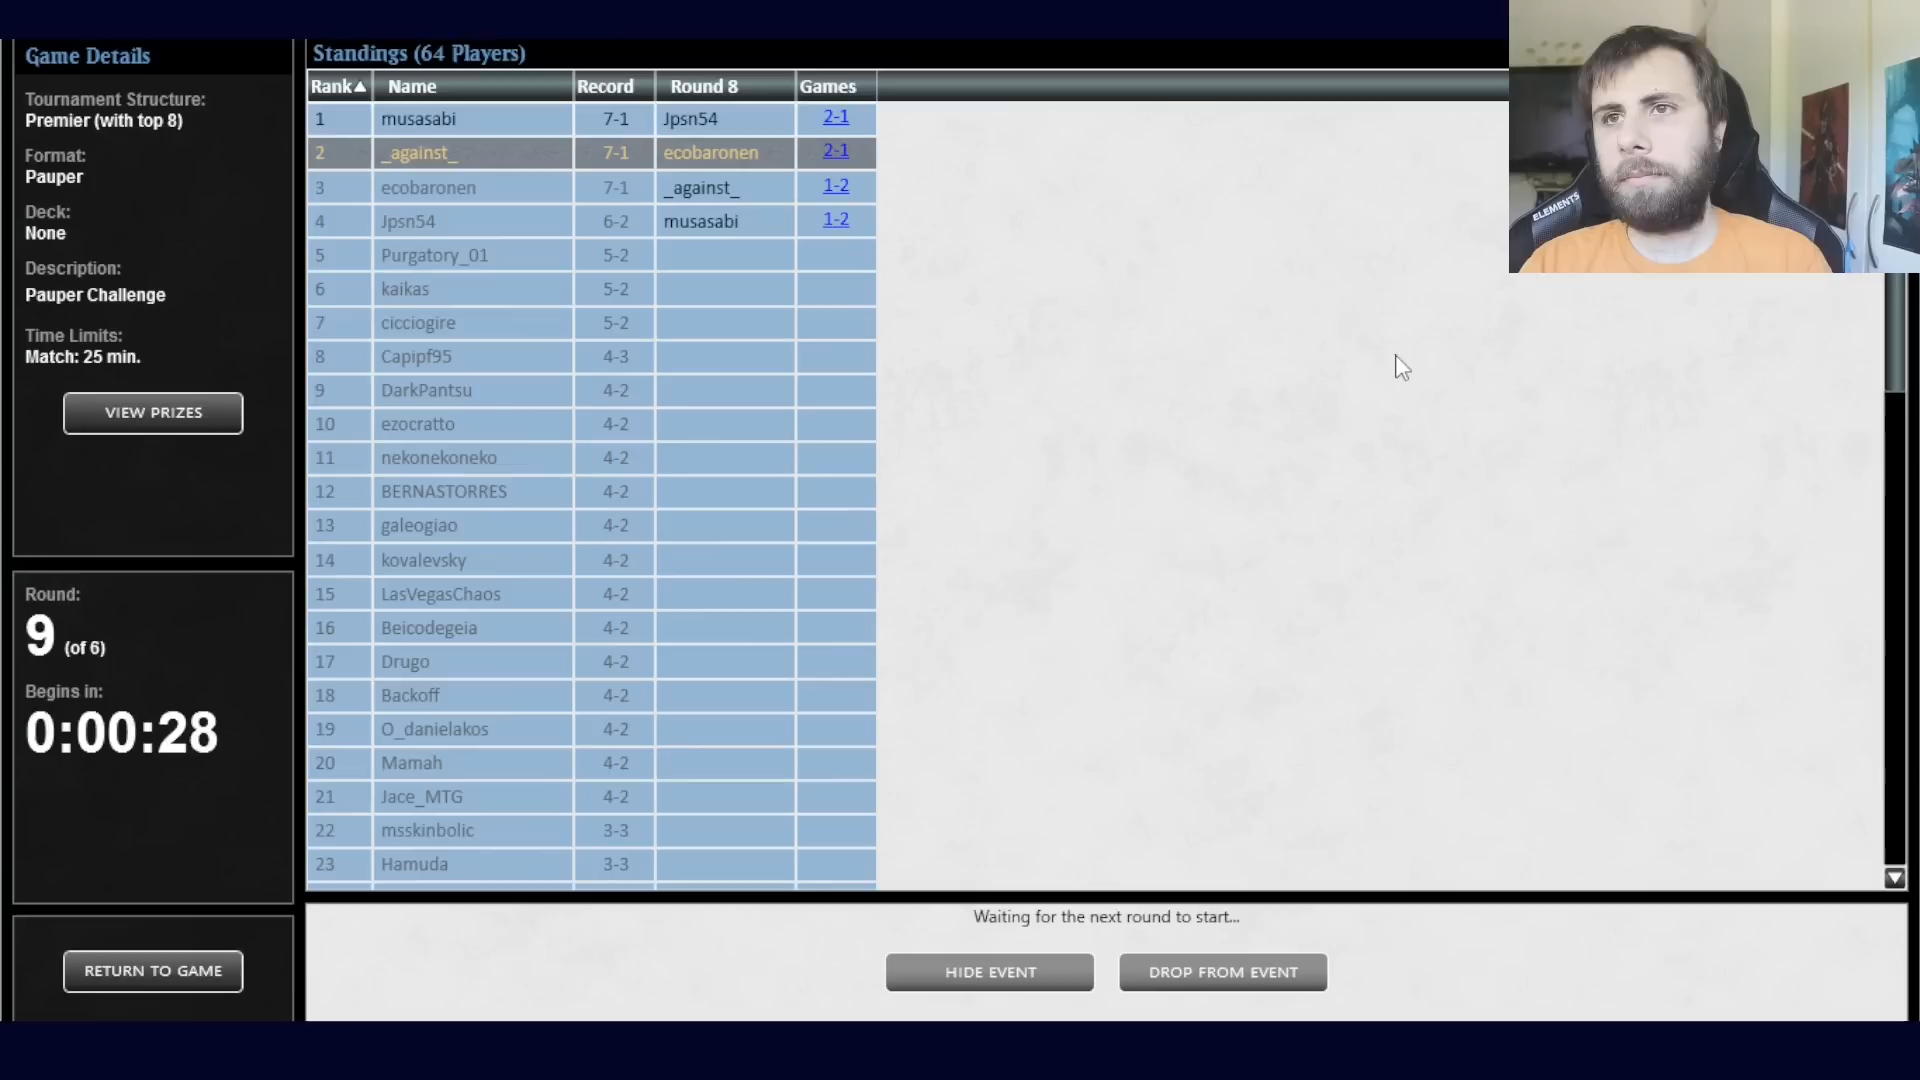 Game Details
Tournament Structure:
Premier (with top 8)
Format:
Pauper
Deck:
None
Description:
Pauper Challenge
Time Limits:
Match: 25 min.
VIEW PRIZES
Round:
9 (of 6)
Begins in:
0:00:28
RETURN TO GAME
Standings (64 Players)
Rank Name Record Round 8 Games
1 musasabi 7-1 Jpsn54 2-1
2 _against_ 7-1 ecobaronen 2-1
3 ecobaronen 7-1 _against_ 1-2
4 Jpsn54 6-2 musasabi 1-2
5 Purgatory_01 5-2
6 kaikas 5-2
7 cicciogire 5-2
8 Capipf95 4-3
9 DarkPantsu 4-2
10 ezocratto 4-2
11 nekonekoneko 4-2
12 BERNASTORRES 4-2
13 galeogiao 4-2
14 kovalevsky 4-2
15 LasVegasChaos 4-2
16 Beicodegeia 4-2
17 Drugo 4-2
18 Backoff 4-2
19 O_danielakos 4-2
20 Mamah 4-2
21 Jace_MTG 4-2
22 msskinbolic 3-3
23 Hamuda 3-3
Waiting for the next round to start...
HIDE EVENT DROP FROM EVENT
ELEMENTS